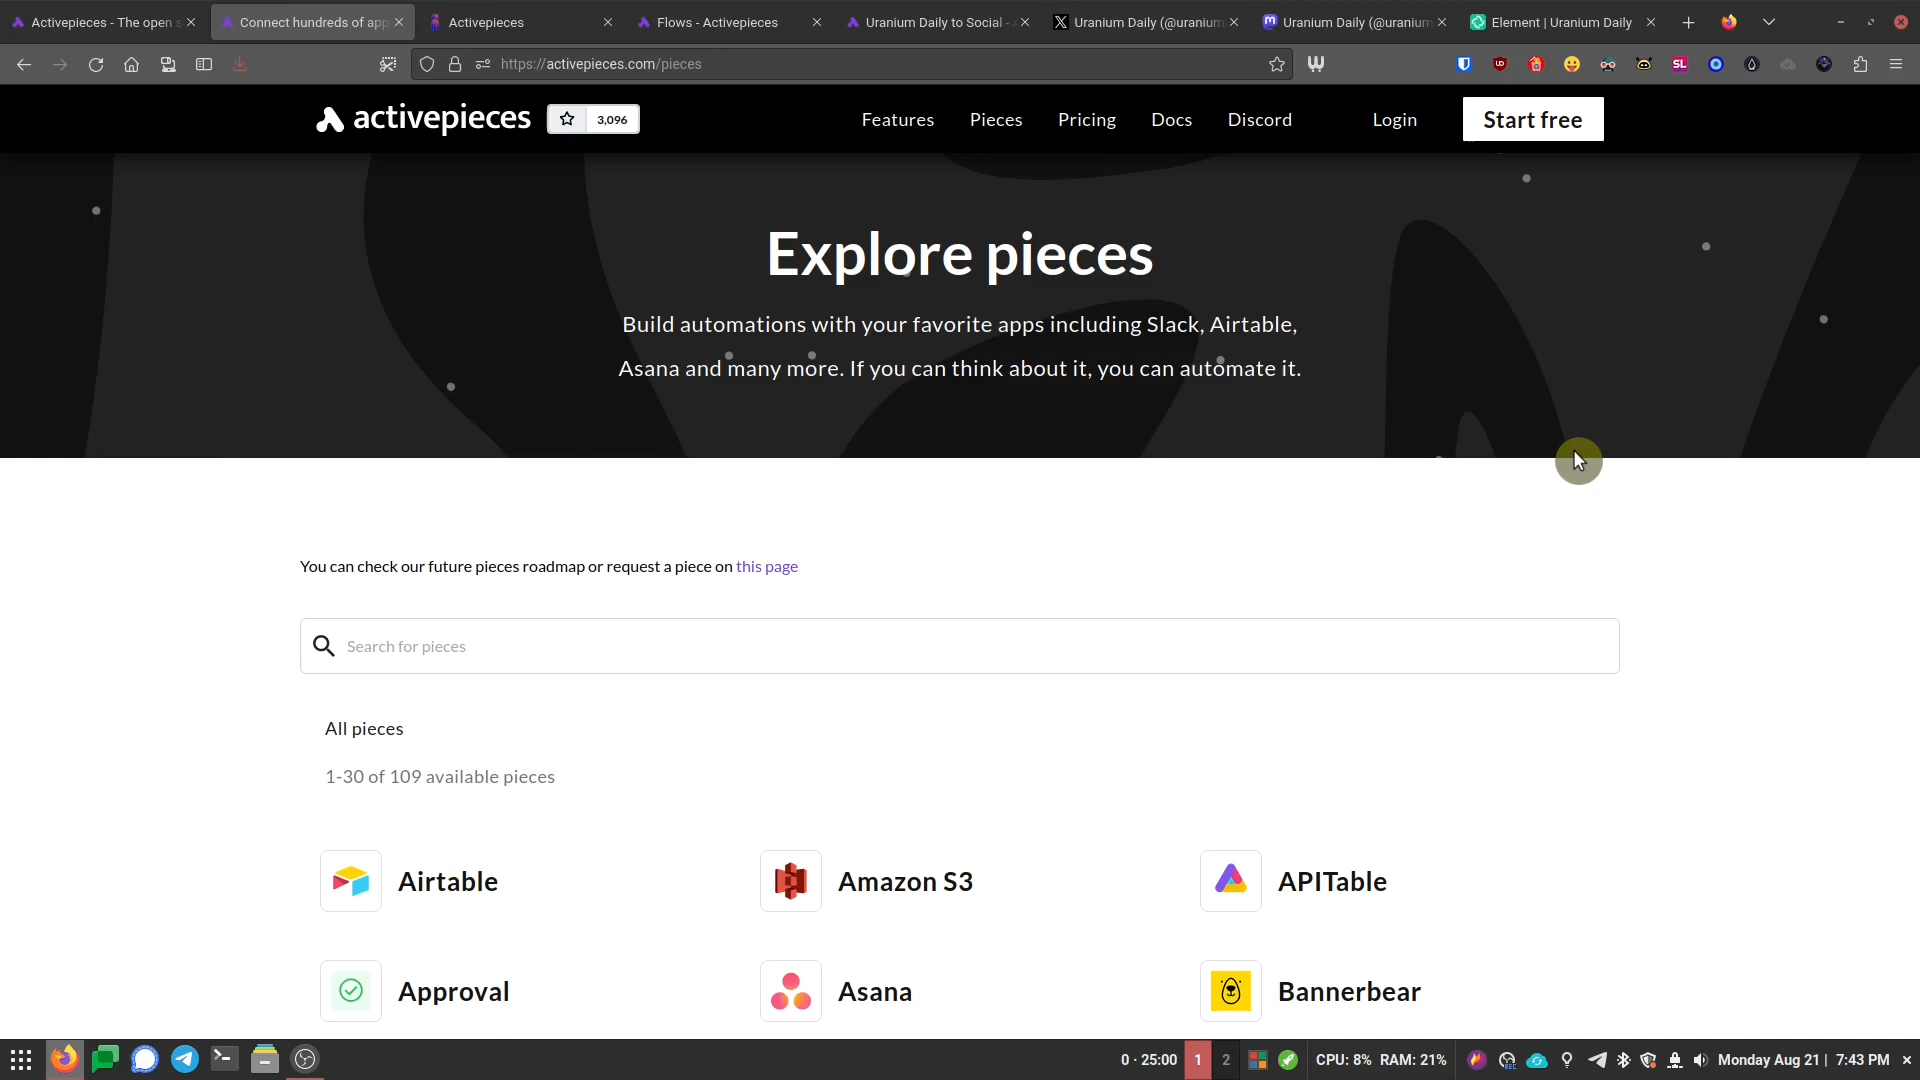 Activepieces - The open s
Connect hundreds of app
Activepieces
Flows - Activepieces
Uranium Daily to Social - A
Uranium Daily (@uranium
Uranium Daily (@uranium
Element | Uranium Daily
https://activepieces.com/pieces
activepieces
3,096
Features
Pieces
Pricing
Docs
Discord
Login
Start free
Explore pieces
Build automations with your favorite apps including Slack, Airtable,
Asana and many more. If you can think about it, you can automate it.
You can check our future pieces roadmap or request a piece on this page
Search for pieces
All pieces
1-30 of 109 available pieces
Airtable
Amazon S3
APITable
Approval
Asana
Bannerbear
0 · 25:00
1
2
CPU: 8% RAM: 21%
Monday Aug 21 | 7:43 PM